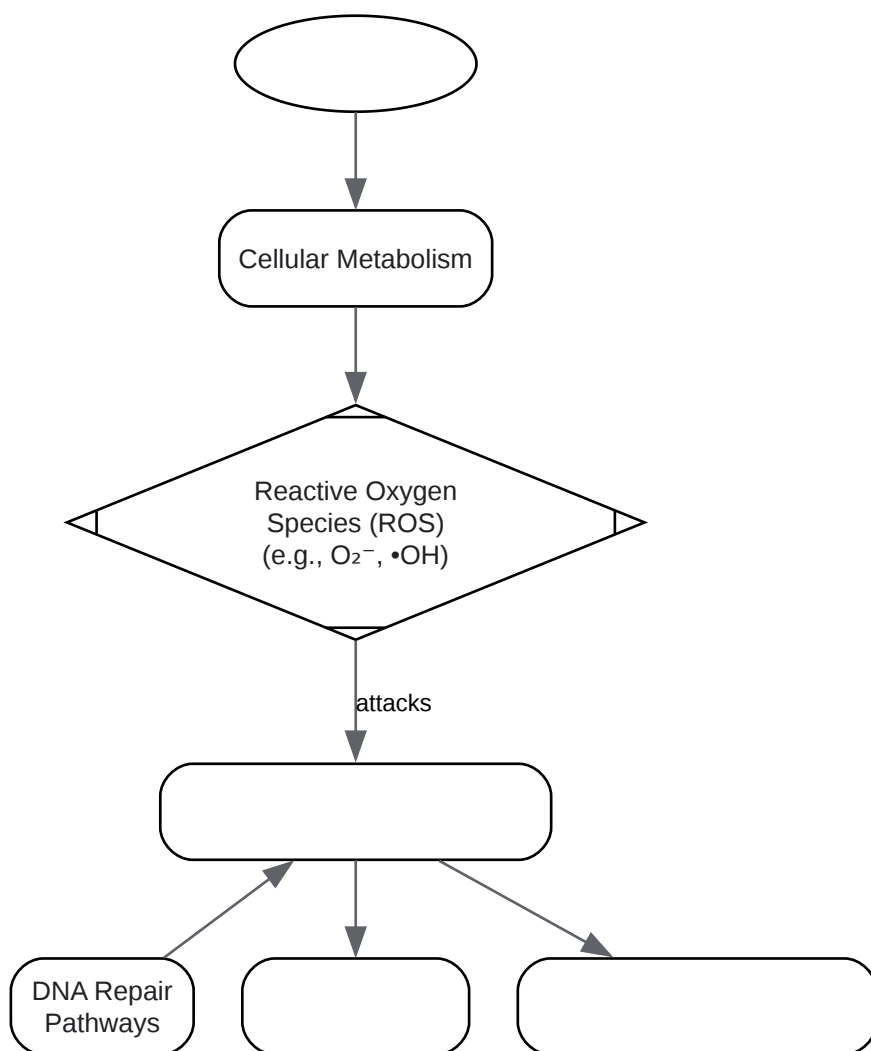 Cellular Metabolism
Reactive Oxygen
Species (ROS)
(e.g., O₂⁻, •OH)
attacks
DNA Repair
Pathways